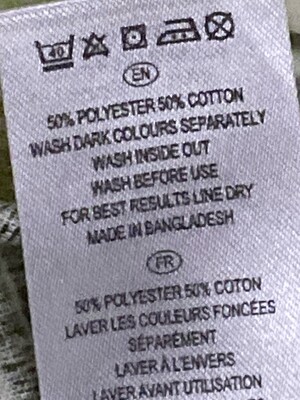 40
EN
50% POLYESTER 50% COTTON
WASH DARK COLOURS SEPARATELY
WASH INSIDE OUT
WASH BEFORE USE
FOR BEST RESULTS LINE DRY
MADE IN BANGLADESH
FR
50% POLYESTER 50% COTON
LAVER LES COULEURS FONCÉES
SÉPARÉMENT
LAVER À L'ENVERS
LAVER AVANT UTILISATION